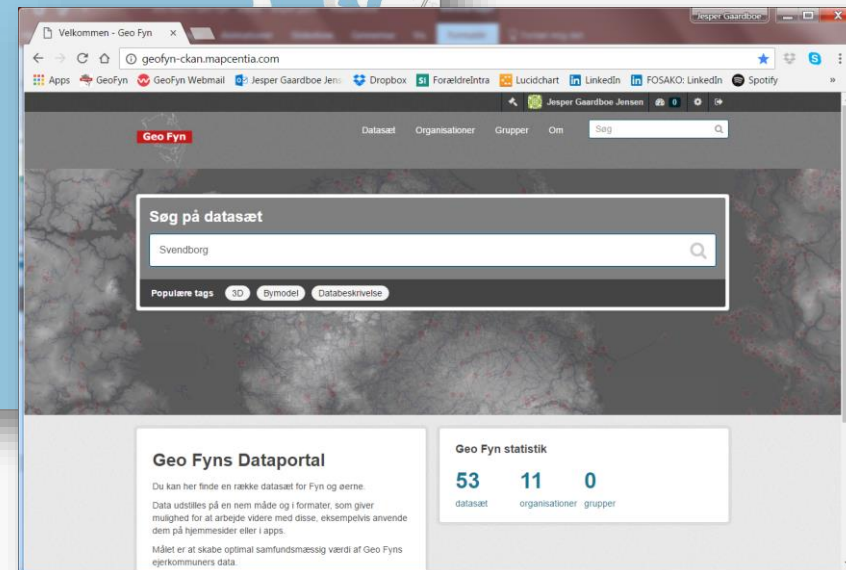 Jesper Gaardboe
Velkommen - Geo Fyn
geofyn-ckan.mapcentia.com
Apps GeoFyn GeoFyn Webmail Jesper Gaardboe Jens Dropbox ForældreIntra Lucidchart LinkedIn FOSAKO: LinkedIn Spotify »
Jesper Gaardboe Jensen 0
Geo Fyn
Datasæt Organisationer Grupper Om Søg
Søg på datasæt
Svendborg
Populære tags 3D Bymodel Databeskrivelse
Geo Fyns Dataportal
Du kan her finde en række datasæt for Fyn og øerne.
Data udstilles på en nem måde og i formater, som giver
mulighed for at arbejde videre med disse, eksempelvis anvende
dem på hjemmesider eller i apps.
Målet er at skabe optimal samfundsmæssig værdi af Geo Fyns
ejerkommuners data.
Geo Fyn statistik
53 11 0
datasæt organisationer grupper